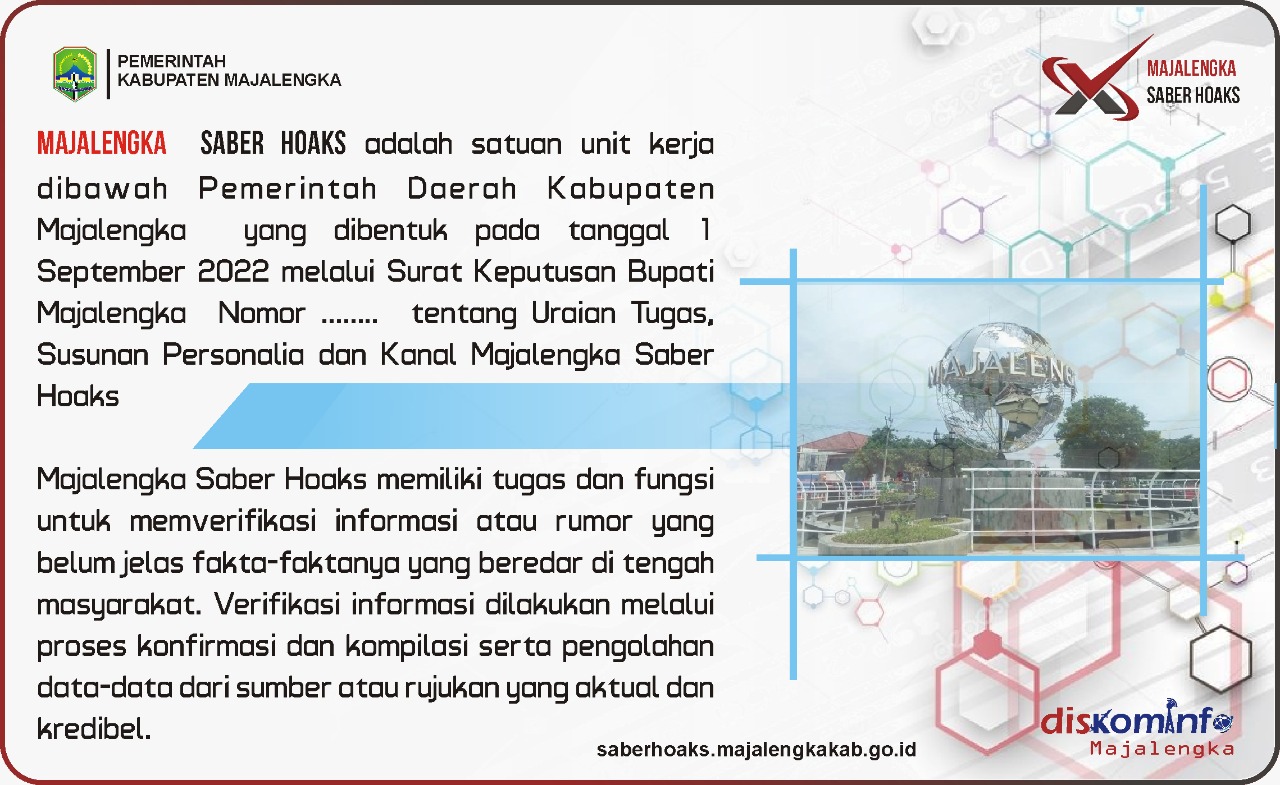 PEMERINTAH
KABUPATEN MAJALENGKA
MAJALENGKA
SABER HOAKS
MAJALENGKA SABER HOAKS adalah satuan unit kerja
dibawah Pemerintah Daerah Kabupaten
Majalengka yang dibentuk pada tanggal 1
September 2022 melalui Surat Keputusan Bupati
Majalengka Nomor ........ tentang Uraian Tugas,
Susunan Personalia dan Kanal Majalengka Saber
Hoaks
MAJALENG
Majalengka Saber Hoaks memiliki tugas dan fungsi
untuk memverifikasi informasi atau rumor yang
belum jelas fakta-faktanya yang beredar di tengah
masyarakat. Verifikasi informasi dilakukan melalui
proses konfirmasi dan kompilasi serta pengolahan
data-data dari sumber atau rujukan yang aktual dan
kredibel.
saberhoaks.majalengkakab.go.id
diskominfo
Majalengka